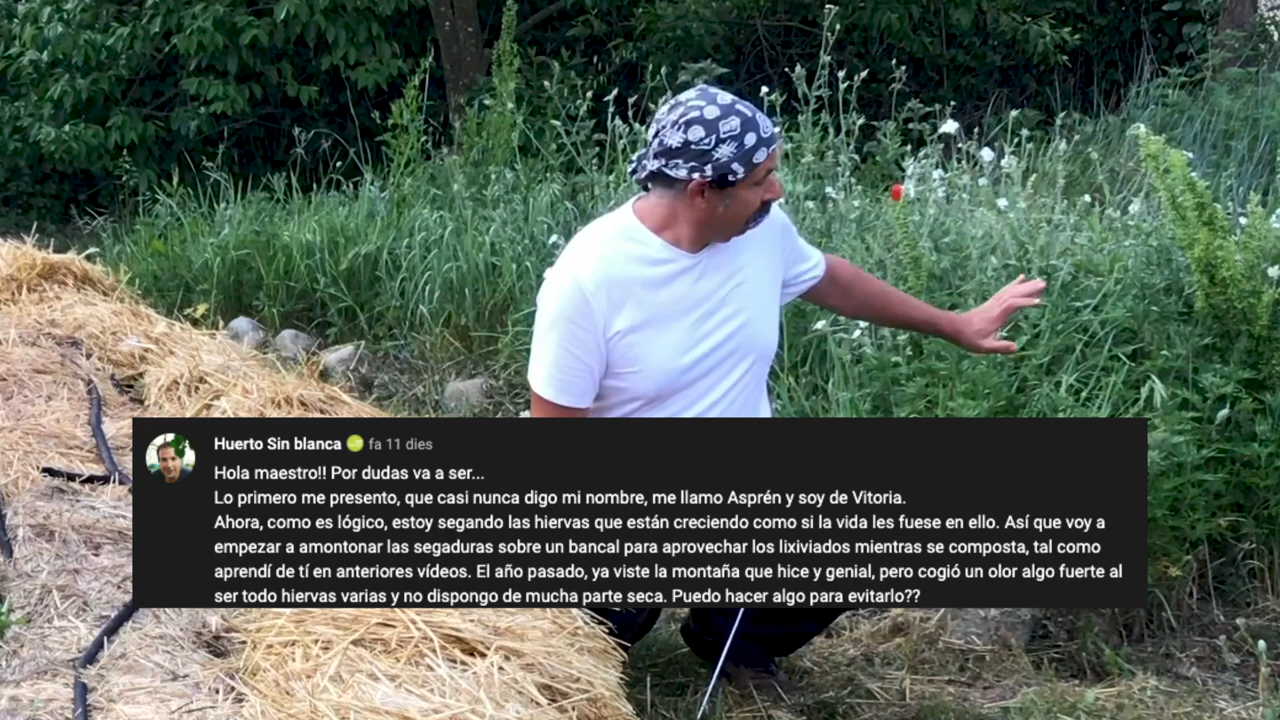 Huerto Sin blanca fa 11 dies
Hola maestro!! Por dudas va a ser...
Lo primero me presento, que casi nunca digo mi nombre, me llamo Asprén y soy de Vitoria.
Ahora, como es lógico, estoy segando las hiervas que están creciendo como si la vida les fuese en ello. Así que voy a
empezar a amontonar las segaduras sobre un bancal para aprovechar los lixiviados mientras se composta, tal como
aprendí de tí en anteriores vídeos. El año pasado, ya viste la montaña que hice y genial, pero cogió un olor algo fuerte al
ser todo hiervas varias y no dispongo de mucha parte seca. Puedo hacer algo para evitarlo??